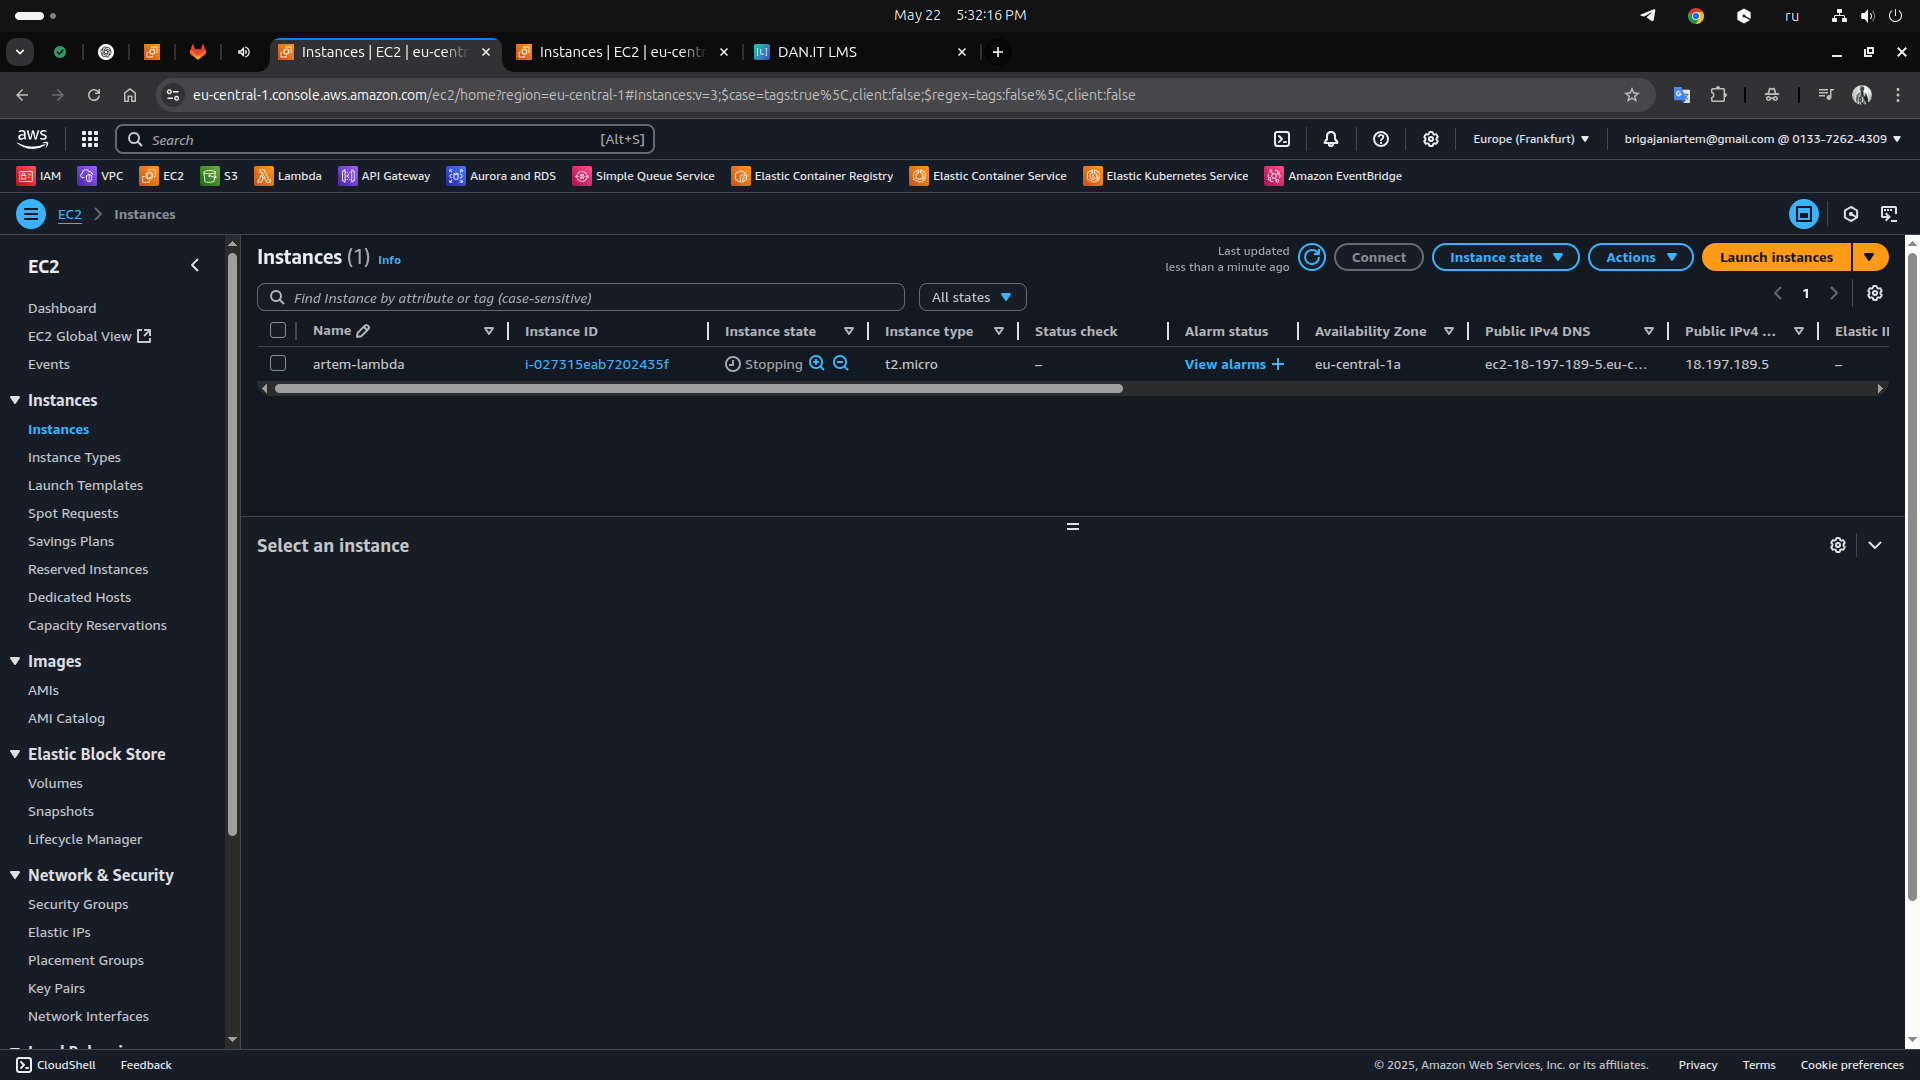 May 22 5:32:16 PM
ru
Instances | EC2 | eu-centr
Instances | EC2 | eu-centr
DAN.IT LMS
eu-central-1.console.aws.amazon.com/ec2/home?region=eu-central-1#Instances:v=3;$case=tags:true%5C,client:false;$regex=tags:false%5C,client:false
aws
Search [Alt+S]
Europe (Frankfurt)
brigajaniartem@gmail.com @ 0133-7262-4309
IAM VPC EC2 S3 Lambda API Gateway Aurora and RDS Simple Queue Service Elastic Container Registry Elastic Container Service Elastic Kubernetes Service Amazon EventBridge
EC2 Instances
EC2
Dashboard
EC2 Global View
Events
Instances
Instances
Instance Types
Launch Templates
Spot Requests
Savings Plans
Reserved Instances
Dedicated Hosts
Capacity Reservations
Images
AMIs
AMI Catalog
Elastic Block Store
Volumes
Snapshots
Lifecycle Manager
Network & Security
Security Groups
Elastic IPs
Placement Groups
Key Pairs
Network Interfaces
Instances (1) Info
Last updated
less than a minute ago
Connect
Instance state
Actions
Launch instances
Find Instance by attribute or tag (case-sensitive)
All states
1
Name Instance ID Instance state Instance type Status check Alarm status Availability Zone Public IPv4 DNS Public IPv4 ... Elastic I
artem-lambda i-027315eab7202435f Stopping t2.micro – View alarms + eu-central-1a ec2-18-197-189-5.eu-c... 18.197.189.5 –
Select an instance
CloudShell Feedback
© 2025, Amazon Web Services, Inc. or its affiliates. Privacy Terms Cookie preferences